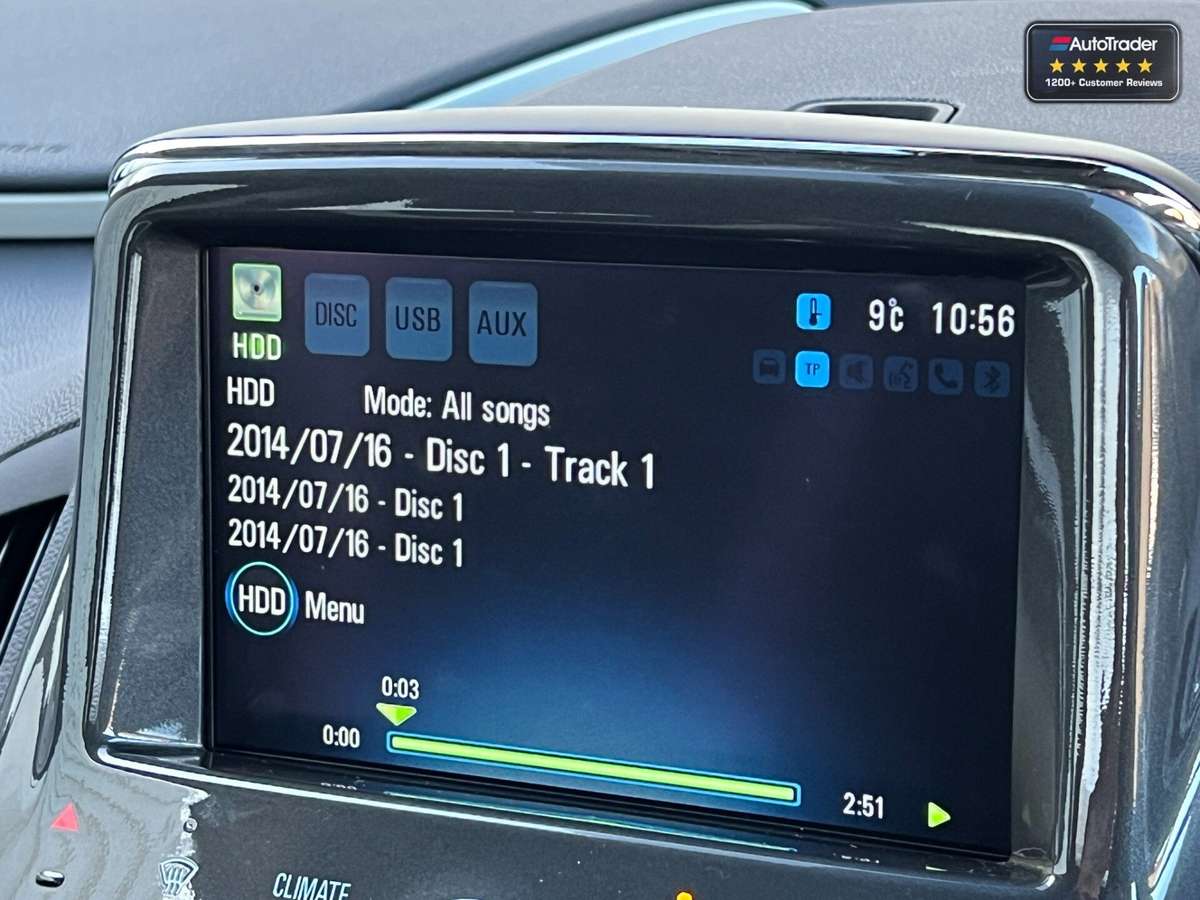 AutoTrader
1200+ Customer Reviews
DISC
USB
AUX
9°c 10:56
HDD
TP
HDD
Mode: All songs
2014/07/16 - Disc 1 - Track 1
2014/07/16 - Disc 1
2014/07/16 - Disc 1
HDD Menu
0:03
0:00
2:51
CLIMATE